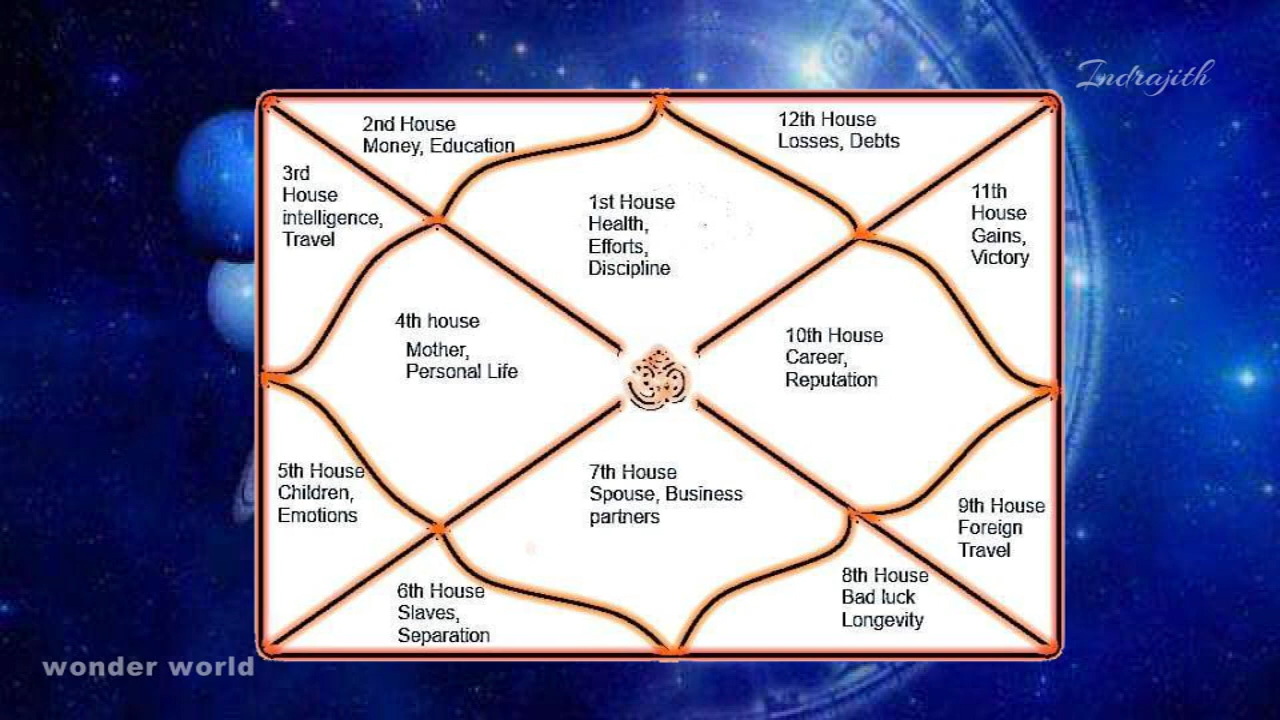 Indrajith
2nd House
Money, Education
12th House
Losses, Debts
3rd
House
intelligence,
Travel
1st House
Health,
Efforts,
Discipline
11th
House
Gains,
Victory
4th house
Mother,
Personal Life
10th House
Career,
Reputation
5th House
Children,
Emotions
7th House
Spouse, Business
partners
9th House
Foreign
Travel
6th House
Slaves,
Separation
8th House
Bad luck
Longevity
wonder world